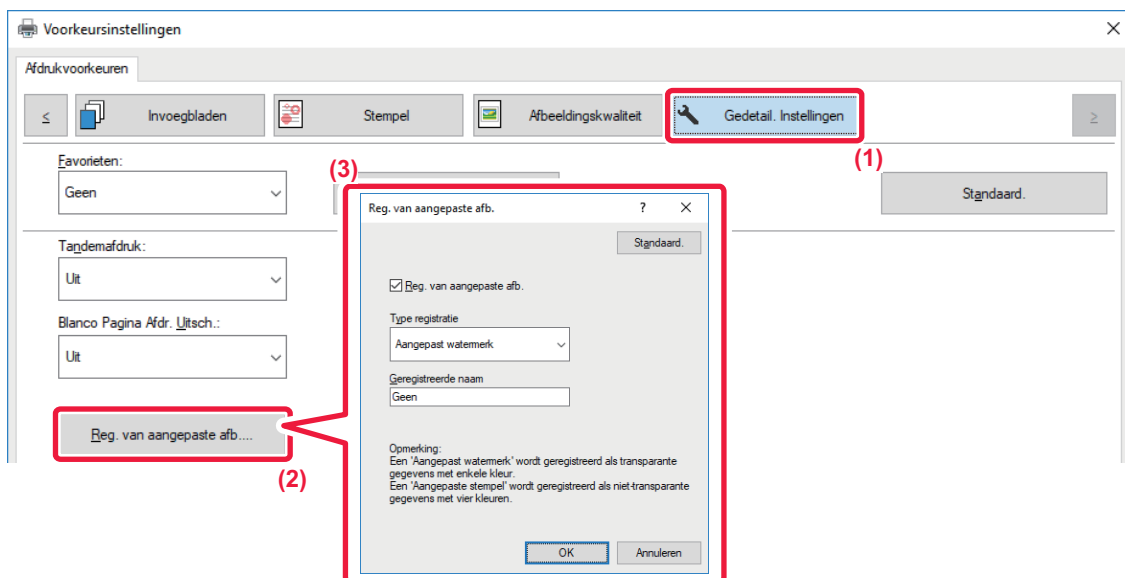 Voorkeursinstellingen
Afdrukvoorkeuren
<
Invoegbladen
Stempel
Afbeeldingskwaliteit
Gedetail. Instellingen
>
(1)
Favorieten:
Geen
Standaard.
(3)
Reg. van aangepaste afb.
?
Standaard.
Reg. van aangepaste afb.
Type registratie
Aangepast watermerk
Geregistreerde naam
Geen
Opmerking:
Een 'Aangepast watermerk' wordt geregistreerd als transparante
gegevens met enkele kleur.
Een 'Aangepaste stempel' wordt geregistreerd als niet-transparante
gegevens met vier kleuren.
OK
Annuleren
Tandemafdruk:
Uit
Blanco Pagina Afdr. Uitsch.:
Uit
Reg. van aangepaste afb....
(2)